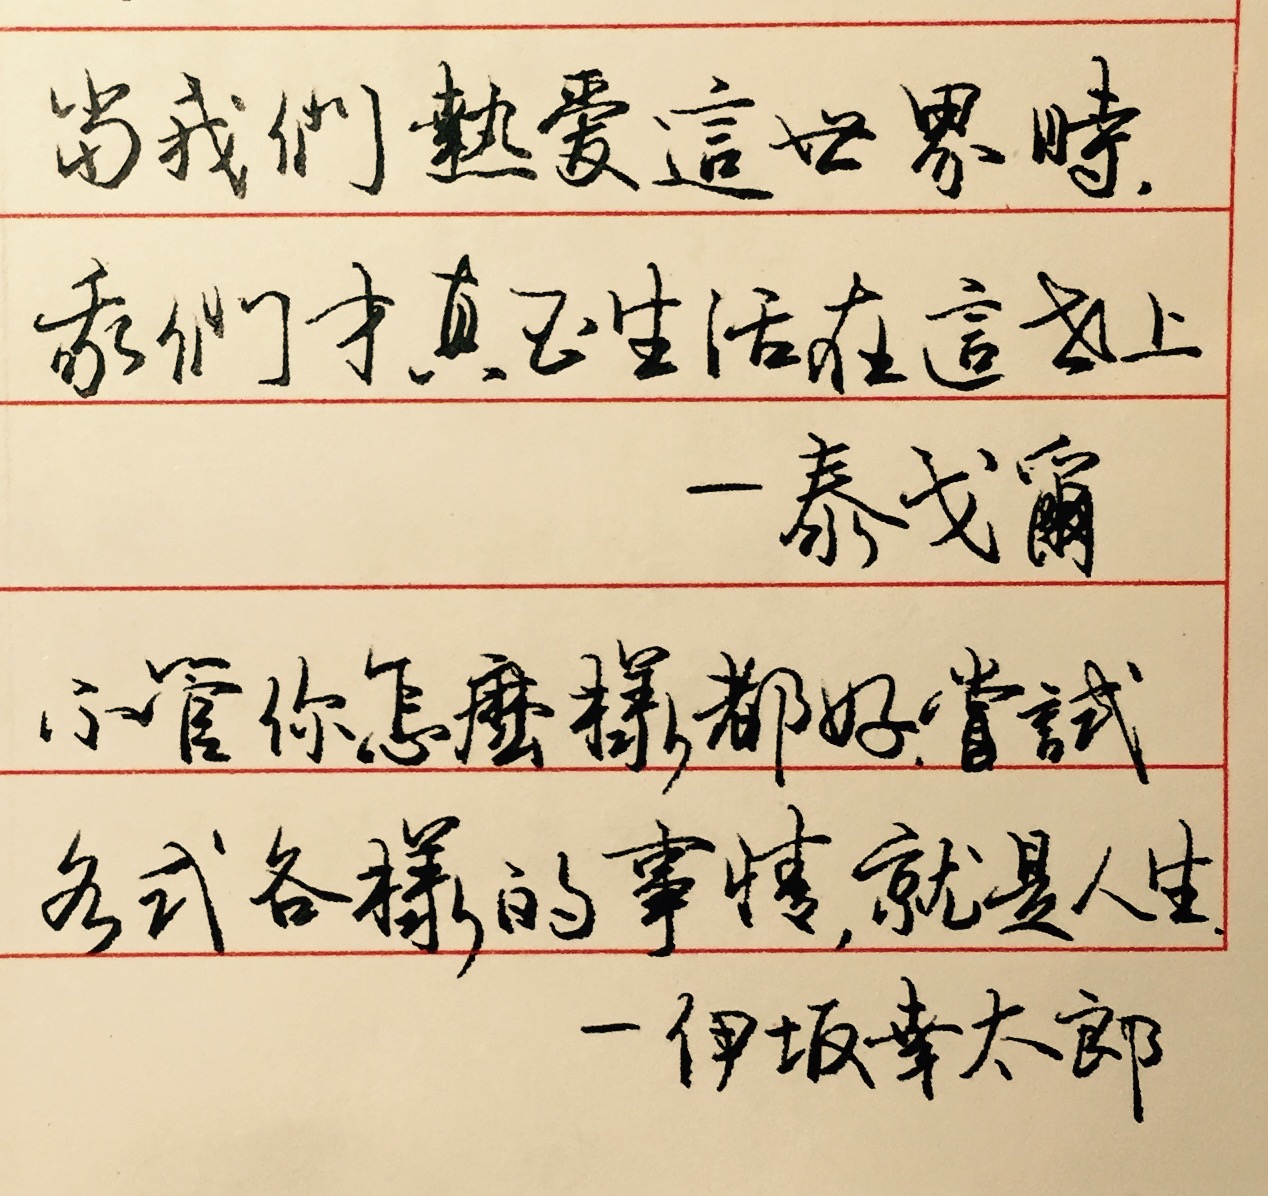 當我們熱爱這世界時.
我們才真正生活在這世上
一泰戈爾
不管你怎麼樣都好.嘗試
各式各樣的事情,就是人生.
一伊坂幸太郎